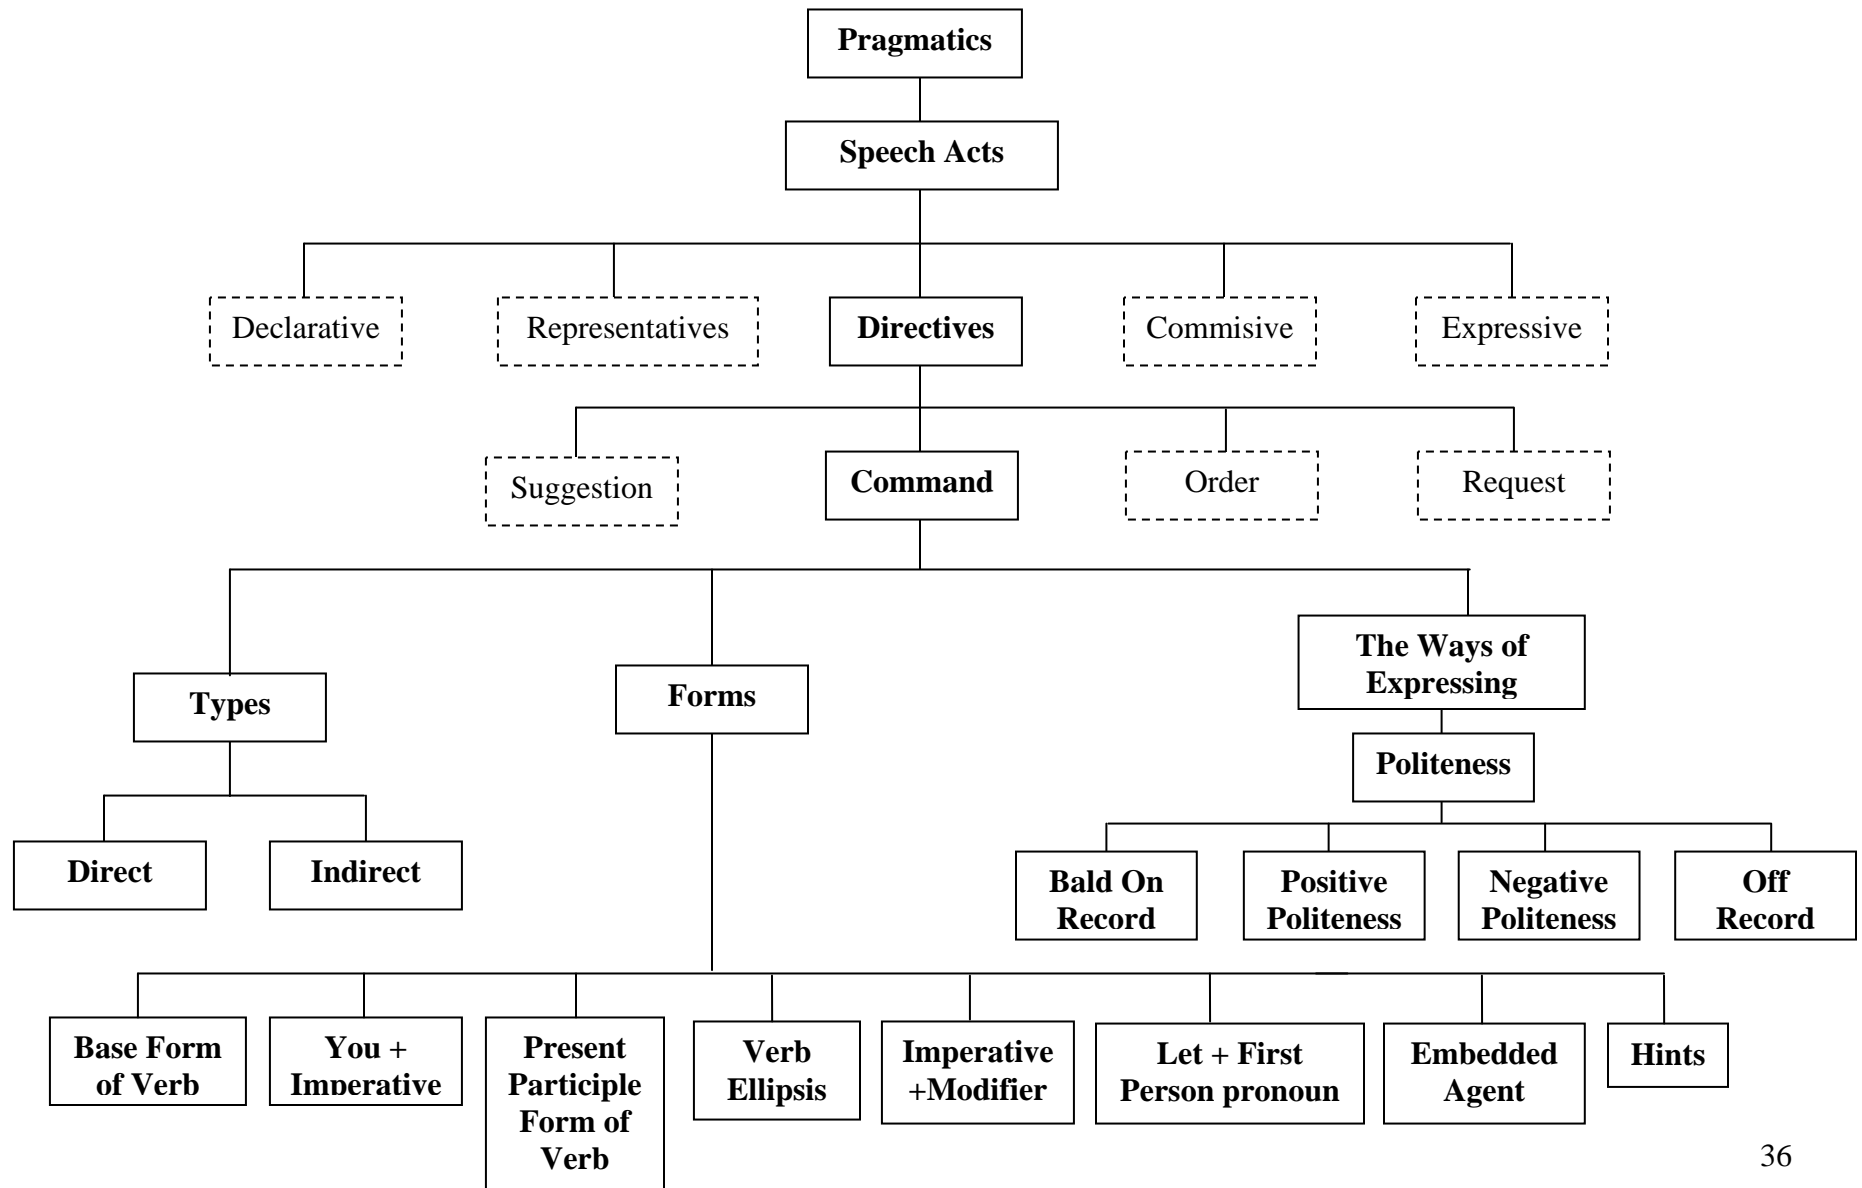 Pragmatics
Speech Acts
Declarative
Representatives
Directives
Commisive
Expressive
Suggestion
Command
Order
Request
Types
Forms
The Ways of
Expressing
Politeness
Direct
Indirect
Bald On
Record
Positive
Politeness
Negative
Politeness
Off
Record
Base Form
of Verb
You +
Imperative
Present
Participle
Form of
Verb
Verb
Ellipsis
Imperative
+Modifier
Let + First
Person pronoun
Embedded
Agent
Hints
36